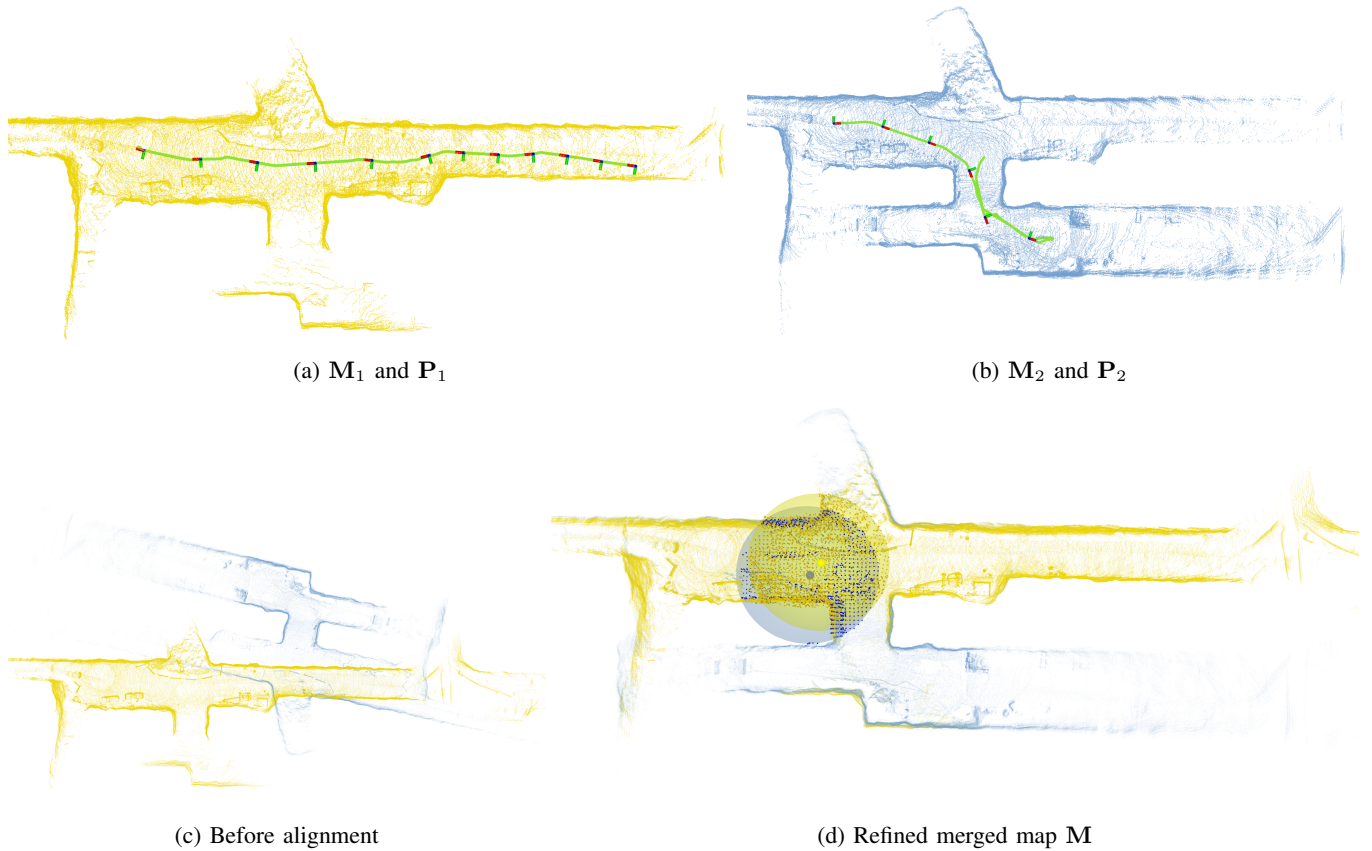 (a) M₁ and P₁
(b) M₂ and P₂
(c) Before alignment
(d) Refined merged map M